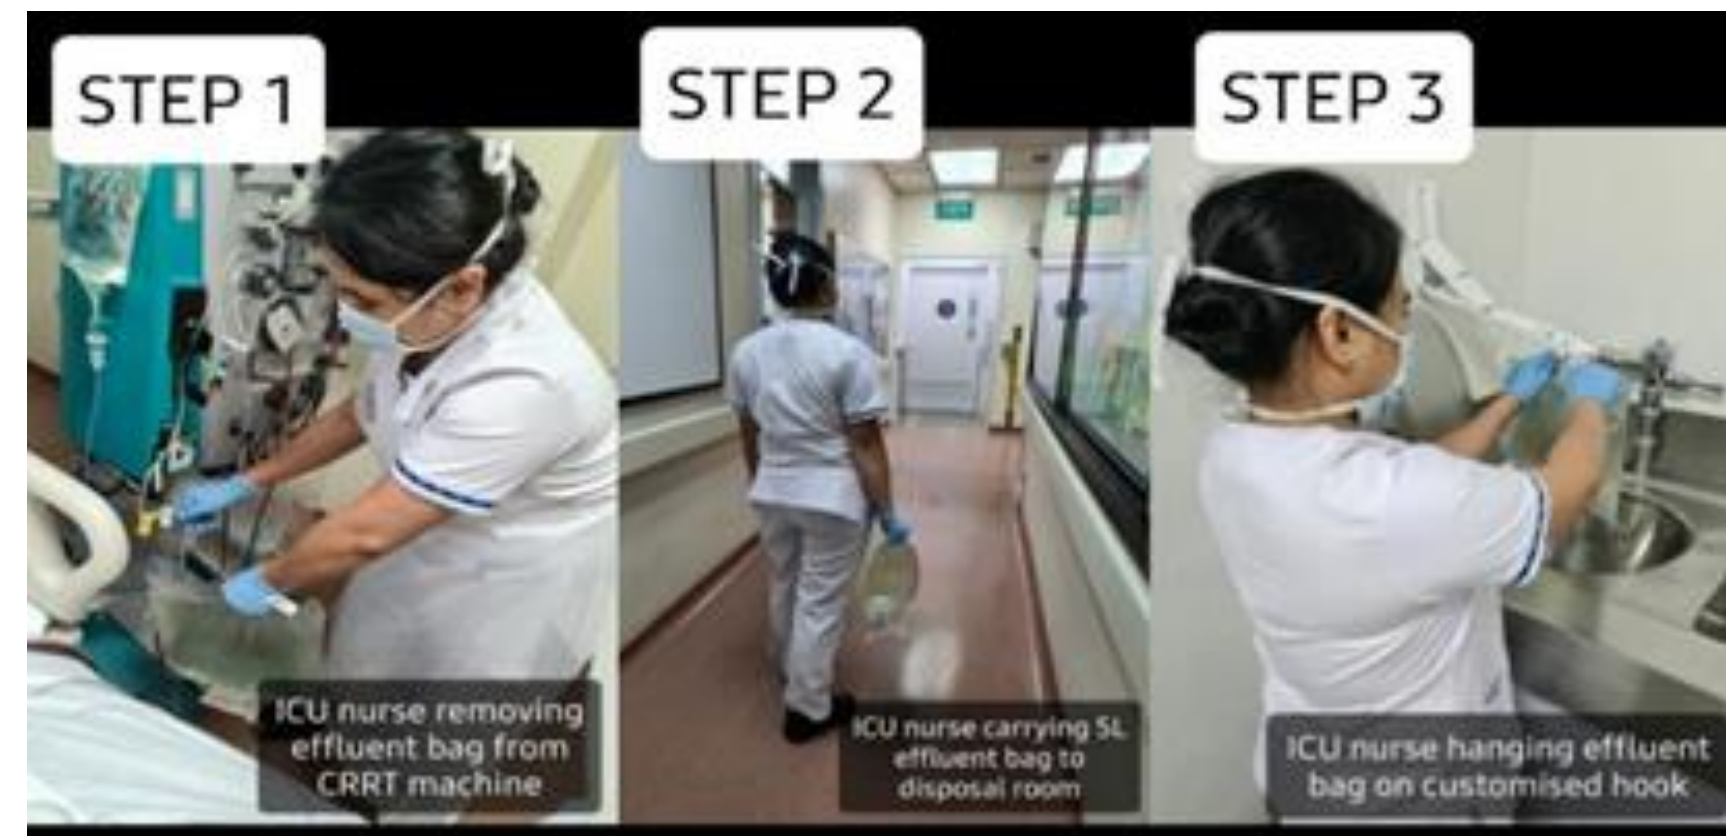 STEP 1
STEP 2
STEP 3
ICU nurse removing
effluent bag from
CRRT machine
ICU nurse carrying 5L
effluent bag to
disposal room
ICU nurse hanging effluent
bag on customised hook